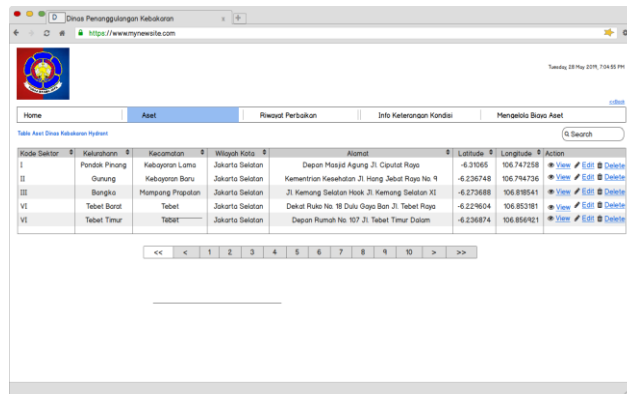 D Dinas Penanggulangan Kebakaran x +
https://www.mynewsite.com
Tuesday, 28 May 2019, 7:04:55 PM
<<Back
Home Aset Riwayat Perbaikan Info Keterangan Kondisi Mengelola Biaya Aset
Table Aset Dinas Kebakaran Hydrant
Search
Kode Sektor Kelurahann Kecamatan Wilayah Kota Alamat Latitude Longitude Action
I Pondok Pinang Kebayoran Lama Jakarta Selatan Depan Masjid Agung Jl. Ciputat Raya -6.31065 106.747258 View Edit Delete
II Gunung Kebayoran Baru Jakarta Selatan Kementrian Kesehatan Jl. Hang Jebat Raya No. 9 -6.236748 106.794736 View Edit Delete
III Bangka Mampang Prapatan Jakarta Selatan Jl. Kemang Selatan Hook Jl. Kemang Selatan XI -6.273688 106.818541 View Edit Delete
VI Tebet Barat Tebet Jakarta Selatan Dekat Ruko No. 18 Dulu Gaya Ban Jl. Tebet Raya -6.229604 106.853181 View Edit Delete
VI Tebet Timur Tebet Jakarta Selatan Depan Rumah No. 107 Jl. Tebet Timur Dalam -6.236874 106.856921 View Edit Delete
<< < 1 2 3 4 5 6 7 8 9 10 > >>